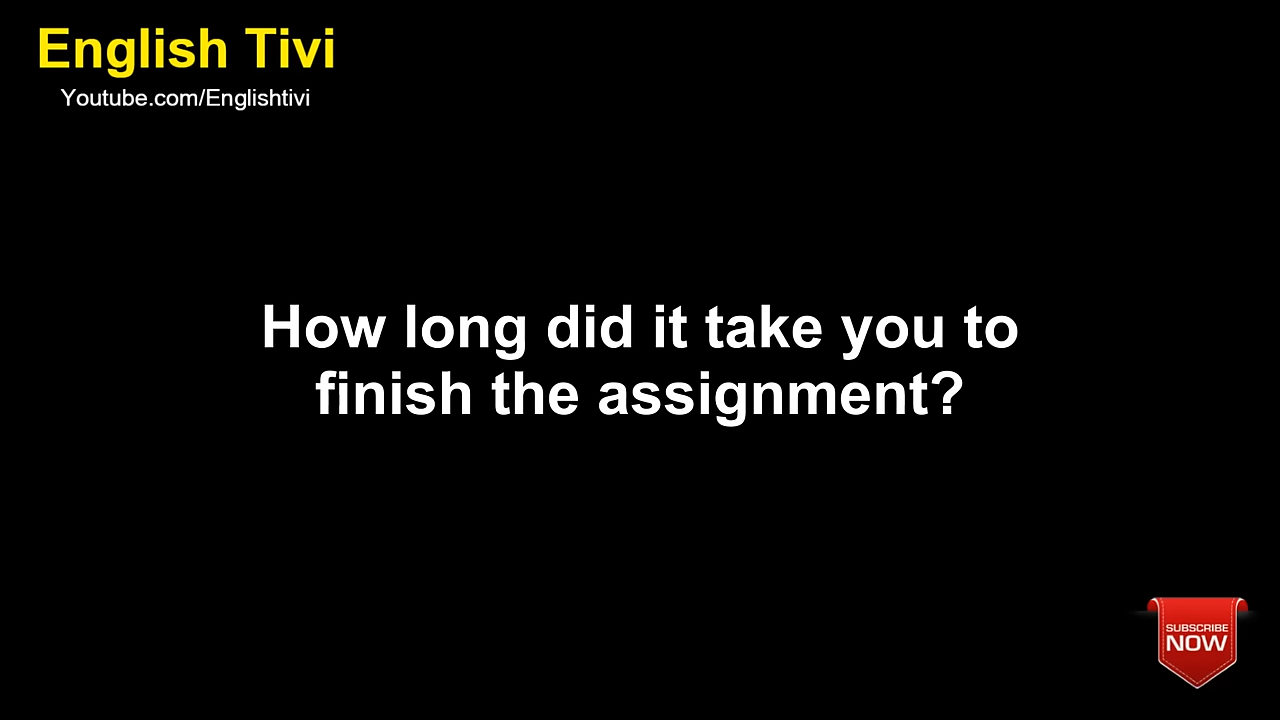 English Tivi
Youtube.com/Englishtivi
How long did it take you to
finish the assignment?
SUBSCRIBE
NOW